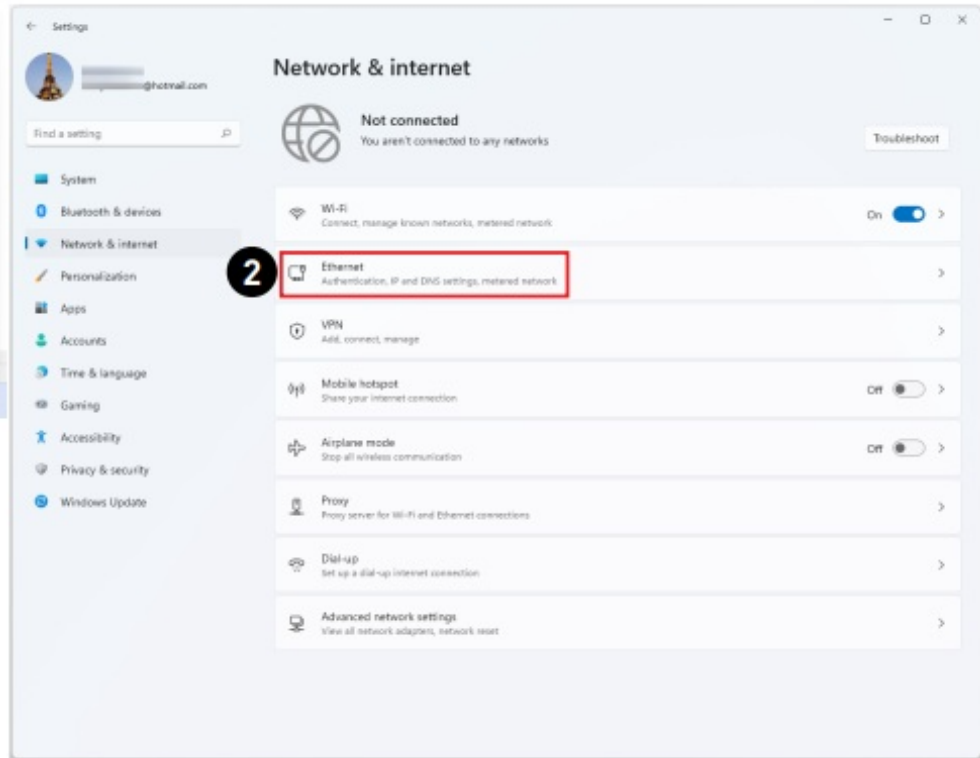 Settings
@hotmail.com
Find a setting
System
Bluetooth & devices
Network & internet
Personalization
Apps
Accounts
Time & language
Gaming
Accessibility
Privacy & security
Windows Update
Network & internet
Not connected
You aren't connected to any networks
Troubleshoot
Wi-Fi
Connect, manage known networks, metered network
On
2
Ethernet
Authentication, IP and DNS settings, metered network
VPN
Add, connect, manage
Mobile hotspot
Share your internet connection
Off
Airplane mode
Stop all wireless communication
Off
Proxy
Proxy server for Wi-Fi and Ethernet connections
Dial-up
Set up a dial-up internet connection
Advanced network settings
View all network adapters, network reset